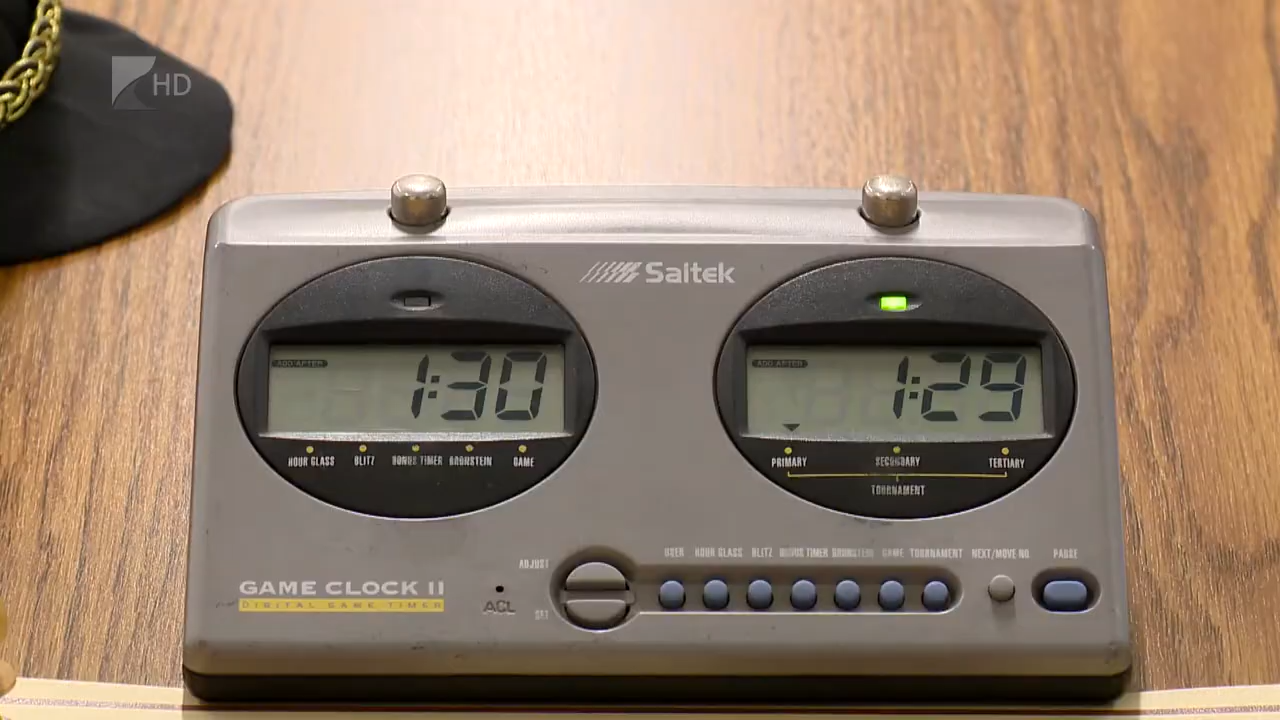 HD
Saitek
ADD AFTER
1:30
ADD AFTER
1:29
HOUR GLASS BLITZ BONUS TIMER BRONSTEIN GAME
PRIMARY SECONDARY TERTIARY
TOURNAMENT
USER HOUR GLASS BLITZ BONUS TIMER BRONSTEIN GAME TOURNAMENT NEXT/MOVE NO. PAUSE
ADJUST
GAME CLOCK II
DIGITAL GAME TIMER
ACL
SET